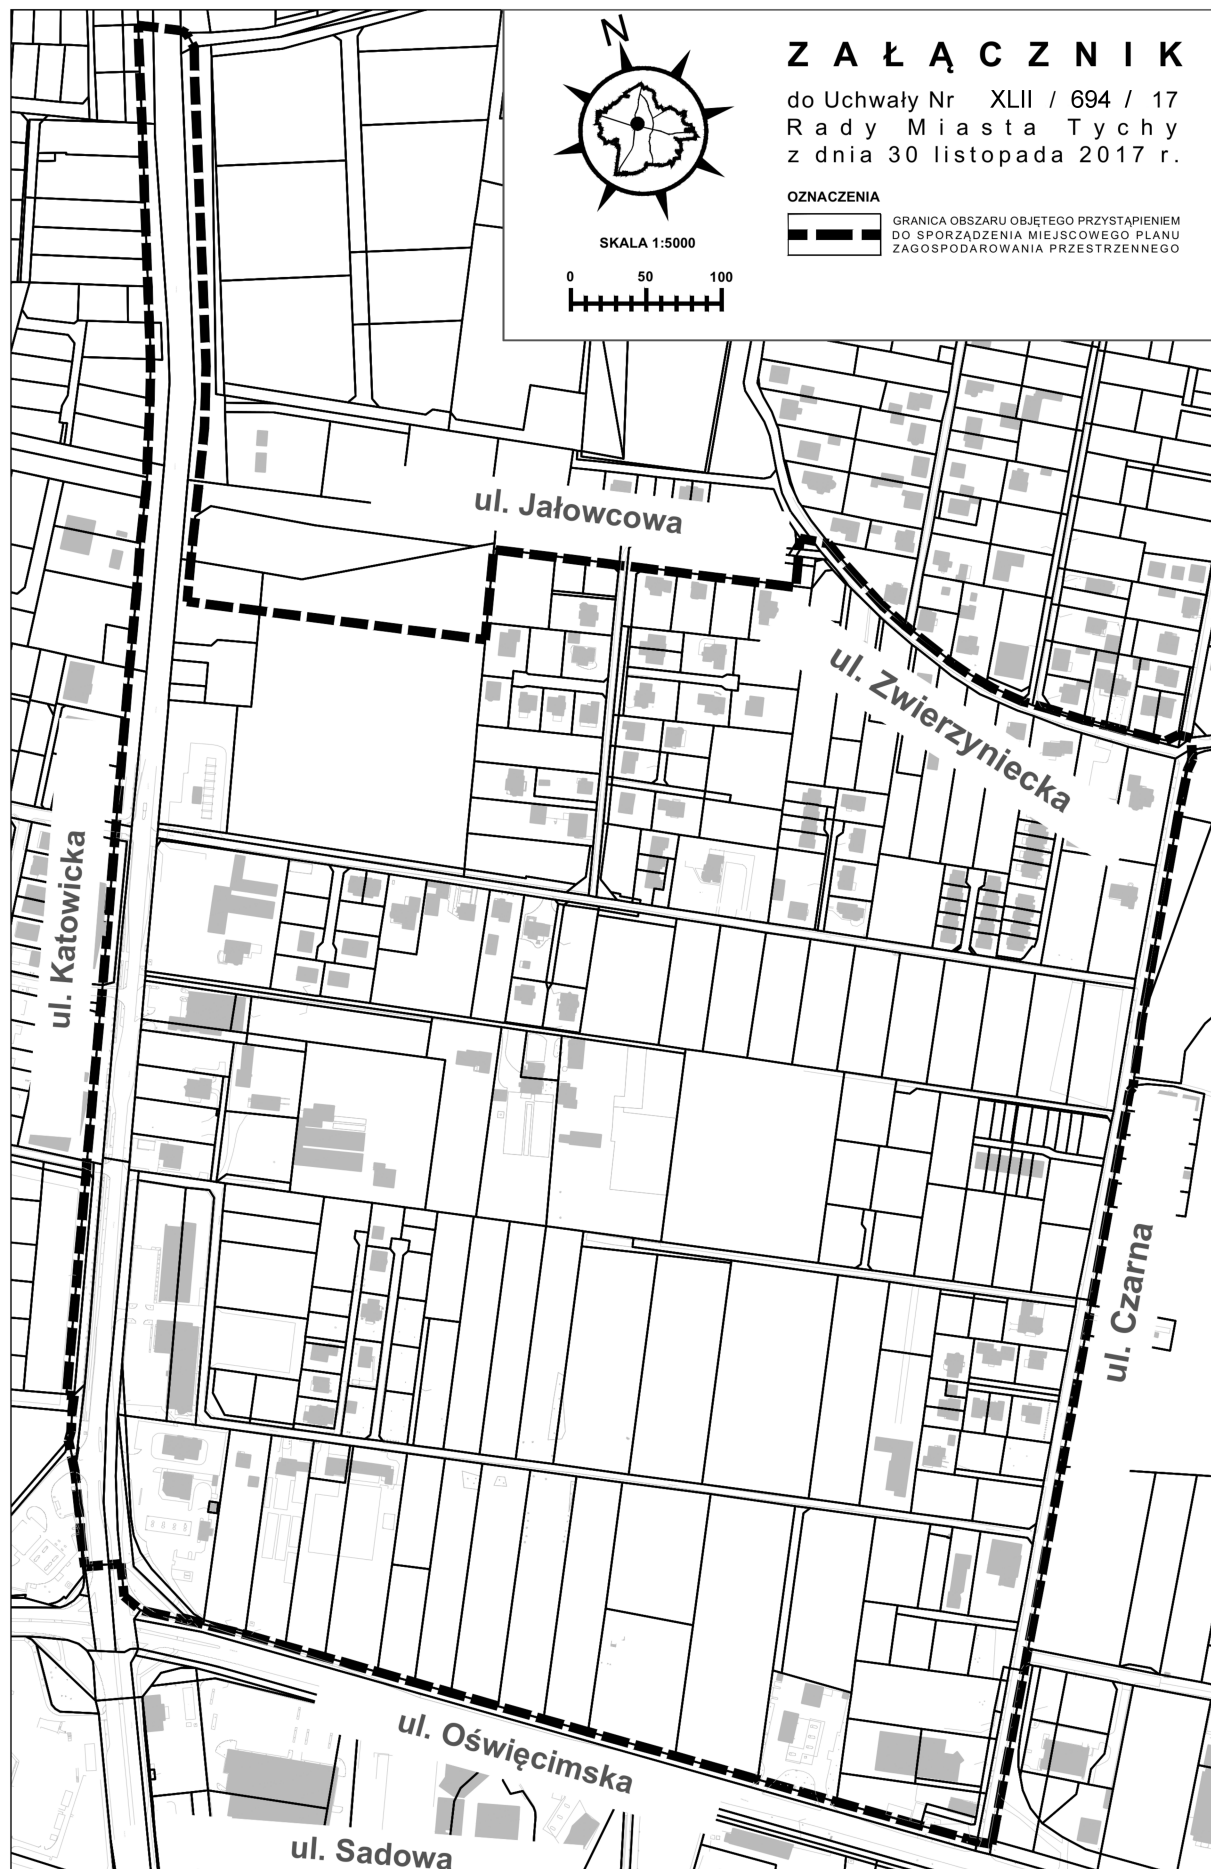 N
ZAŁĄCZNIK
do Uchwały Nr XLII / 694 / 17
Rady Miasta Tychy
z dnia 30 listopada 2017 r.
OZNACZENIA
GRANICA OBSZARU OBJĘTEGO PRZYSTĄPIENIEM
DO SPORZĄDZENIA MIEJSCOWEGO PLANU
ZAGOSPODAROWANIA PRZESTRZENNEGO
SKALA 1:5000
0 50 100
ul. Jałowcowa
ul. Zwierzyniecka
ul. Katowicka
ul. Czarna
ul. Oświęcimska
ul. Sadowa